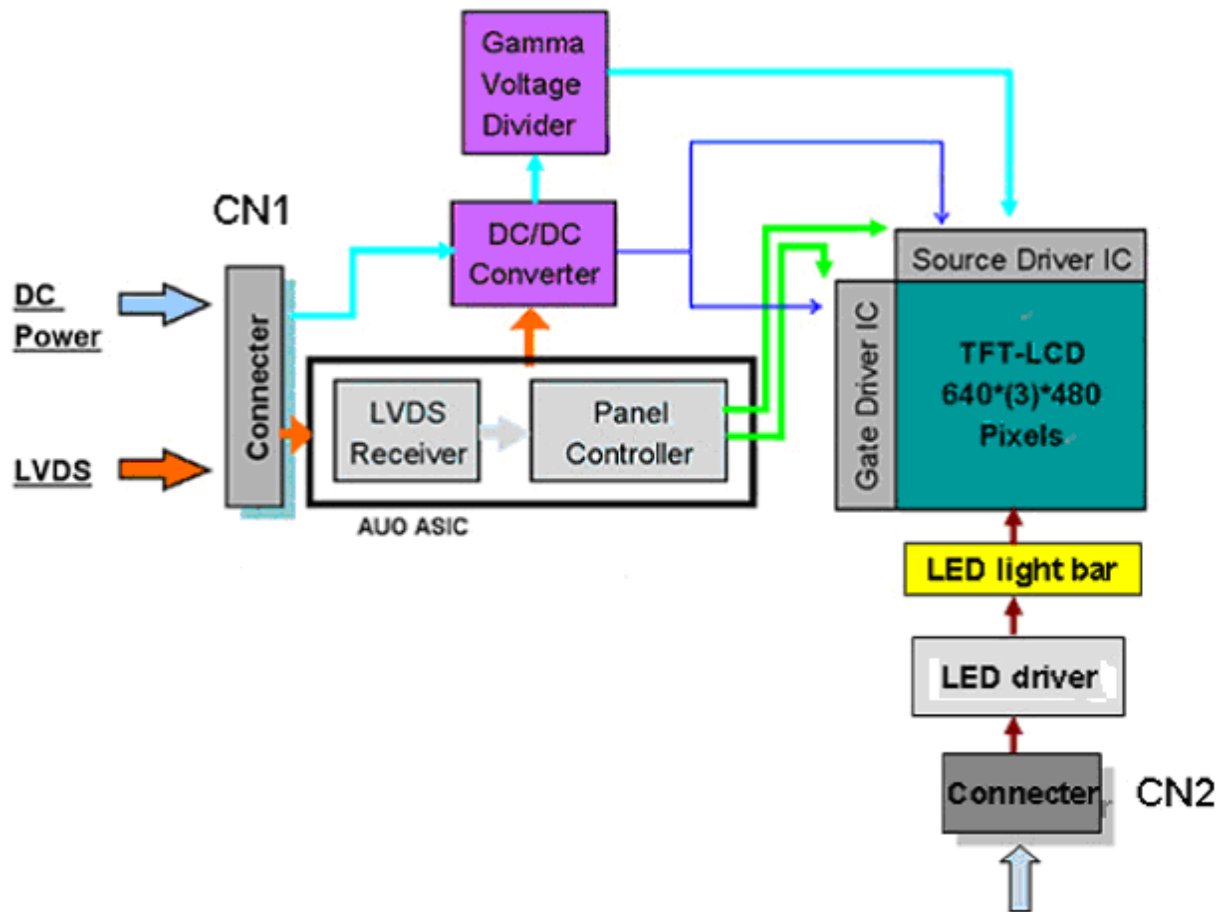 Gamma
Voltage
Divider
CN1
DC/DC
Converter
DC
Power
LVDS
Connecter
LVDS
Receiver
Panel
Controller
AUO ASIC
Source Driver IC
Gate Driver IC
TFT-LCD
640*(3)*480
Pixels
LED light bar
LED driver
Connecter
CN2